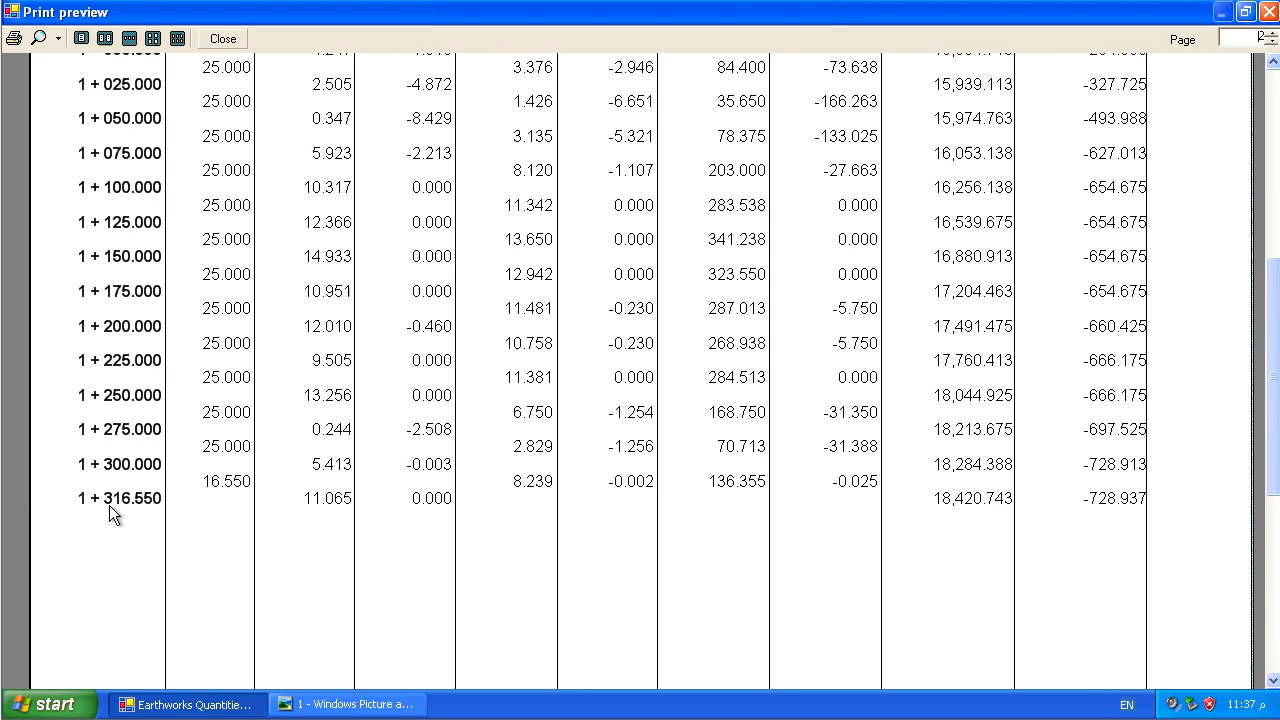 Print preview
Close
Page 2
25.000 3.376 -2.946 84.400 638
1 + 025.000 2.505 -4.872 15,939.113 -327.725
25.000 1.426 -6.651 35.650 -166.263
1 + 050.000 0.347 -8.429 15,974.763 -493.988
25.000 3.135 -5.321 78.375 -133.025
1 + 075.000 5.923 -2.213 16,053.138 -627.013
25.000 8.120 -1.107 203.000 -27.663
1 + 100.000 10.317 0.000 16,256.138 -654.675
25.000 11.342 0.000 283.538 0.000
1 + 125.000 12.366 0.000 16,539.675 -654.675
25.000 13.650 0.000 341.238 0.000
1 + 150.000 14.933 0.000 16,880.913 -654.675
25.000 12.942 0.000 323.550 0.000
1 + 175.000 10.951 0.000 17,204.463 -654.675
25.000 11.481 -0.230 287.013 -5.750
1 + 200.000 12.010 -0.460 17,491.475 -660.425
25.000 10.758 -0.230 268.938 -5.750
1 + 225.000 9.505 0.000 17,760.413 -666.175
25.000 11.381 0.000 284.513 0.000
1 + 250.000 13.256 0.000 18,044.925 -666.175
25.000 6.750 -1.254 168.750 -31.350
1 + 275.000 0.244 -2.508 18,213.675 -697.525
25.000 2.829 -1.256 70.713 -31.388
1 + 300.000 5.413 -0.003 18,284.388 -728.913
16.550 8.239 -0.002 136.355 -0.025
1 + 316.550 11.065 0.000 18,420.743 -728.937
start Earthworks Quantitie... 1 - Windows Picture a... EN 11:37 م